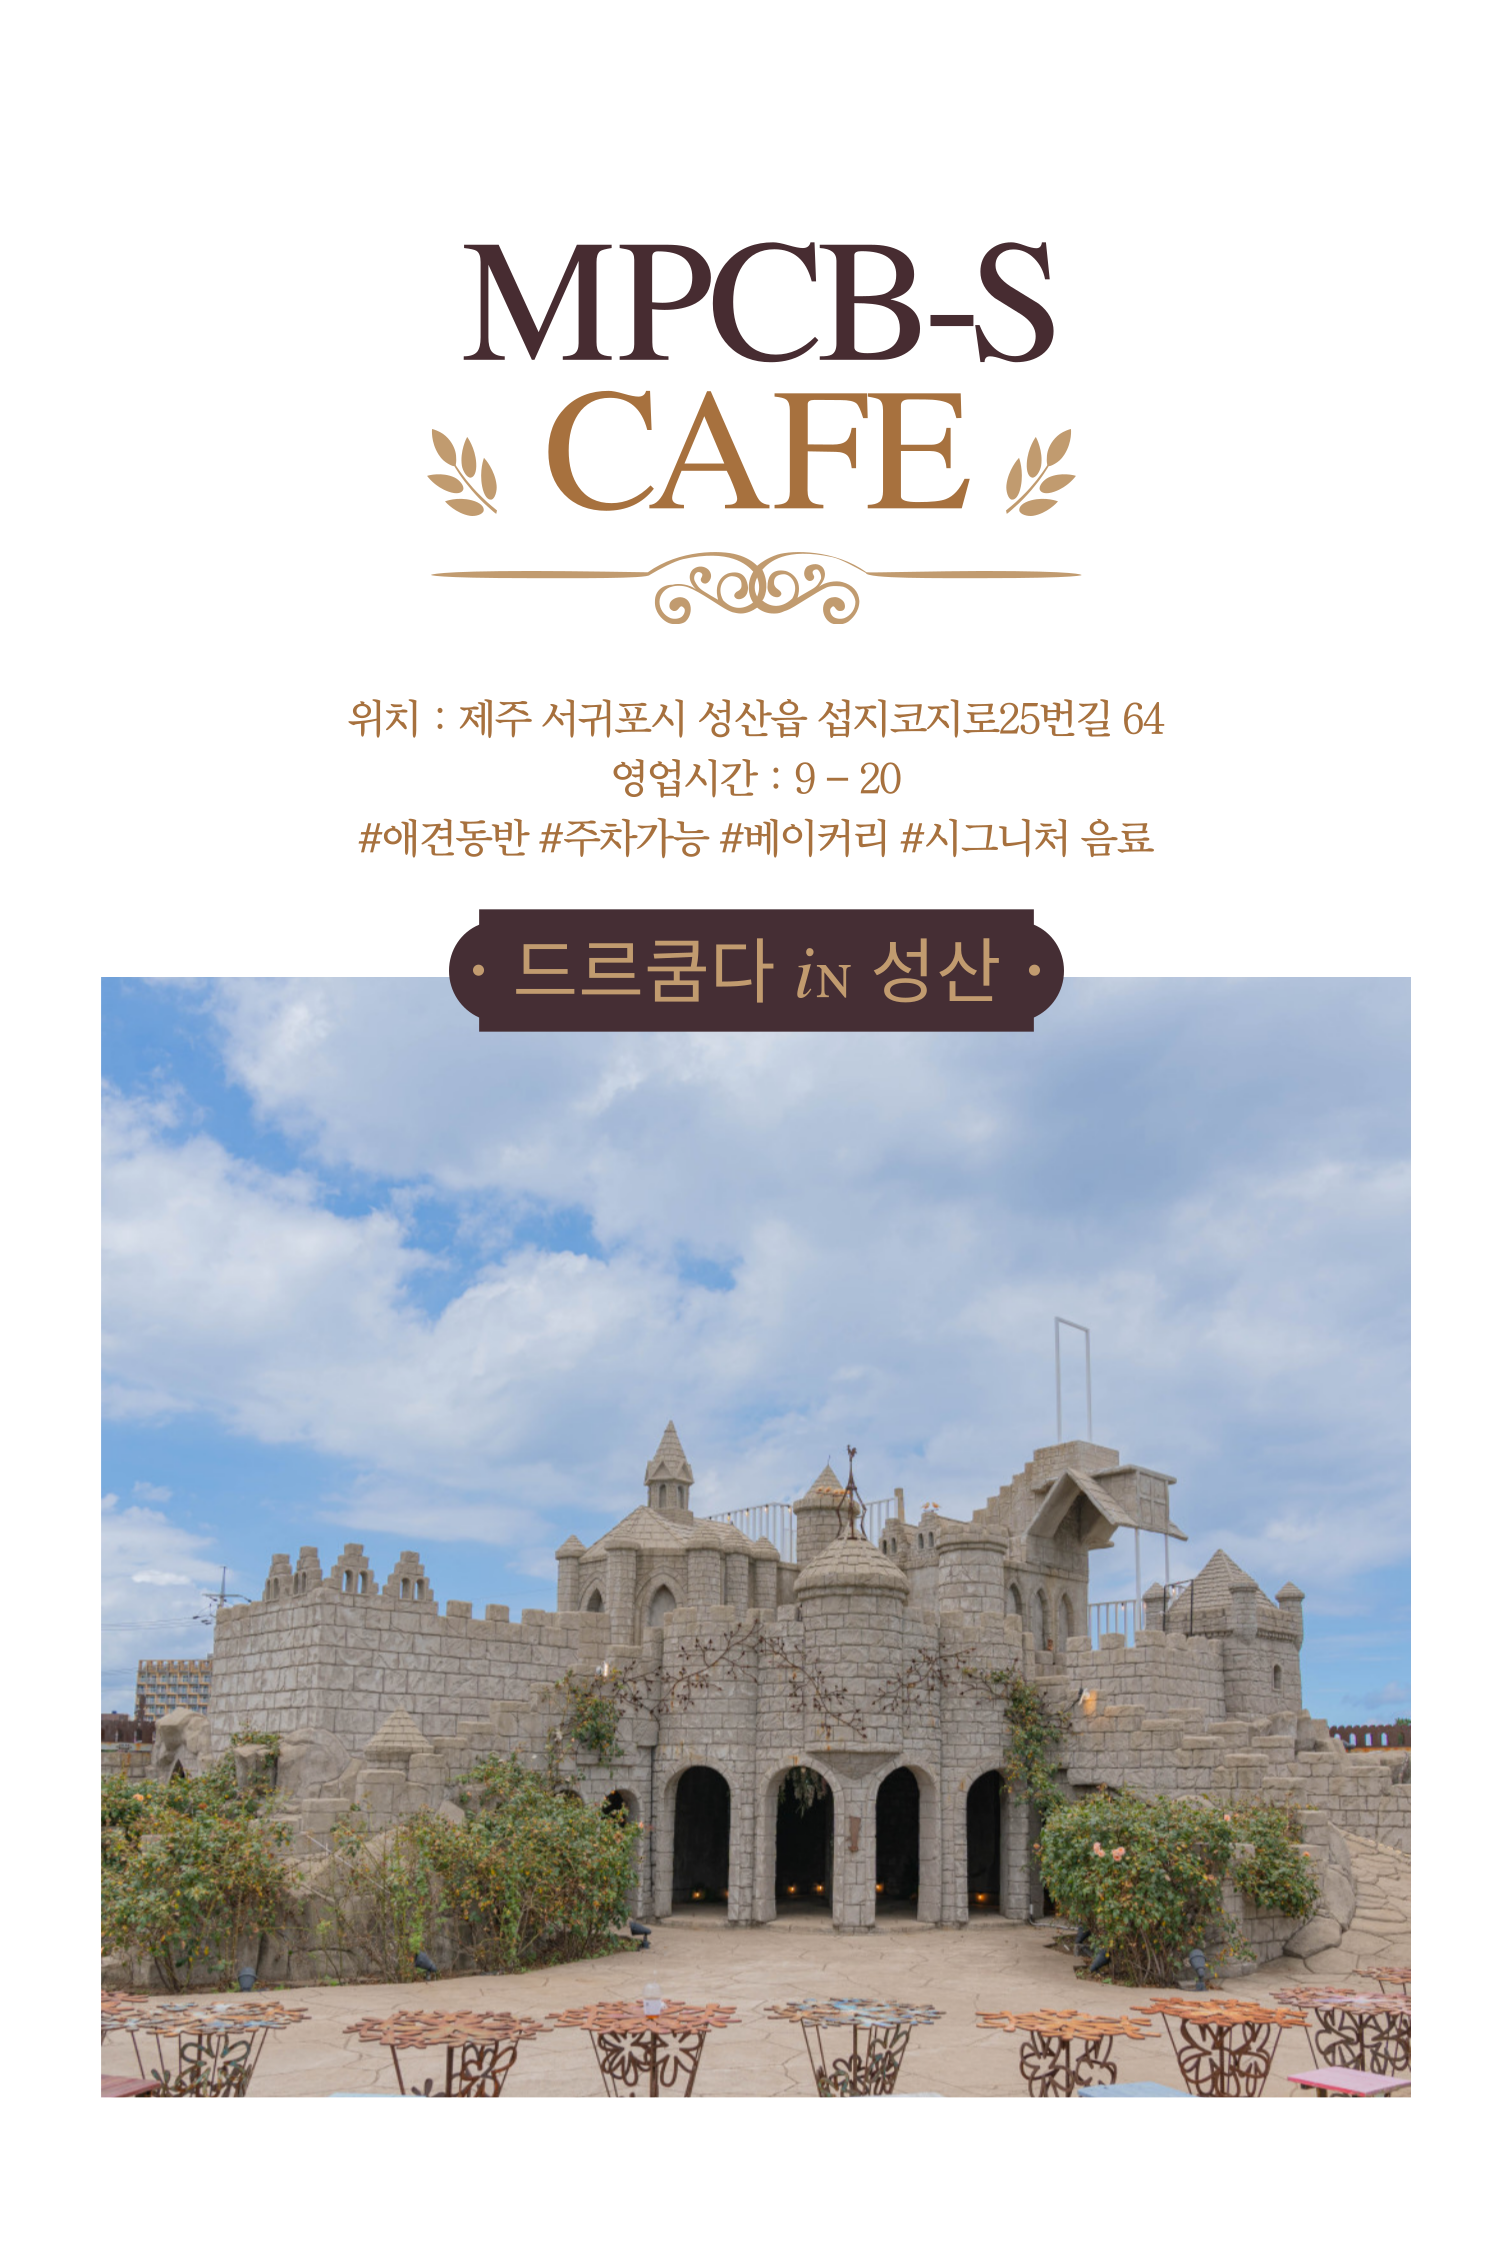 MPCB-S
CAFE
위치 : 제주 서귀포시 성산읍 섭지코지로25번길 64
영업시간 : 9 – 20
#애견동반 #주차가능 #베이커리 #시그니처 음료
드르쿰다 iN 성산